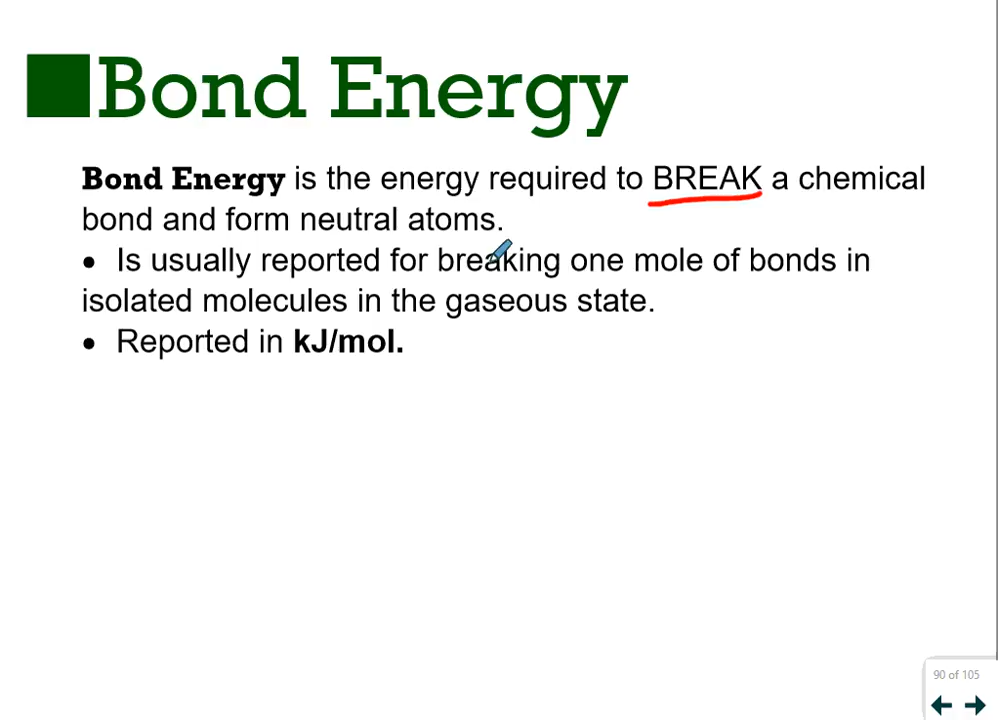 Bond Energy
Bond Energy is the energy required to BREAK a chemical
bond and form neutral atoms.
• Is usually reported for breaking one mole of bonds in
isolated molecules in the gaseous state.
• Reported in kJ/mol.
90 of 105